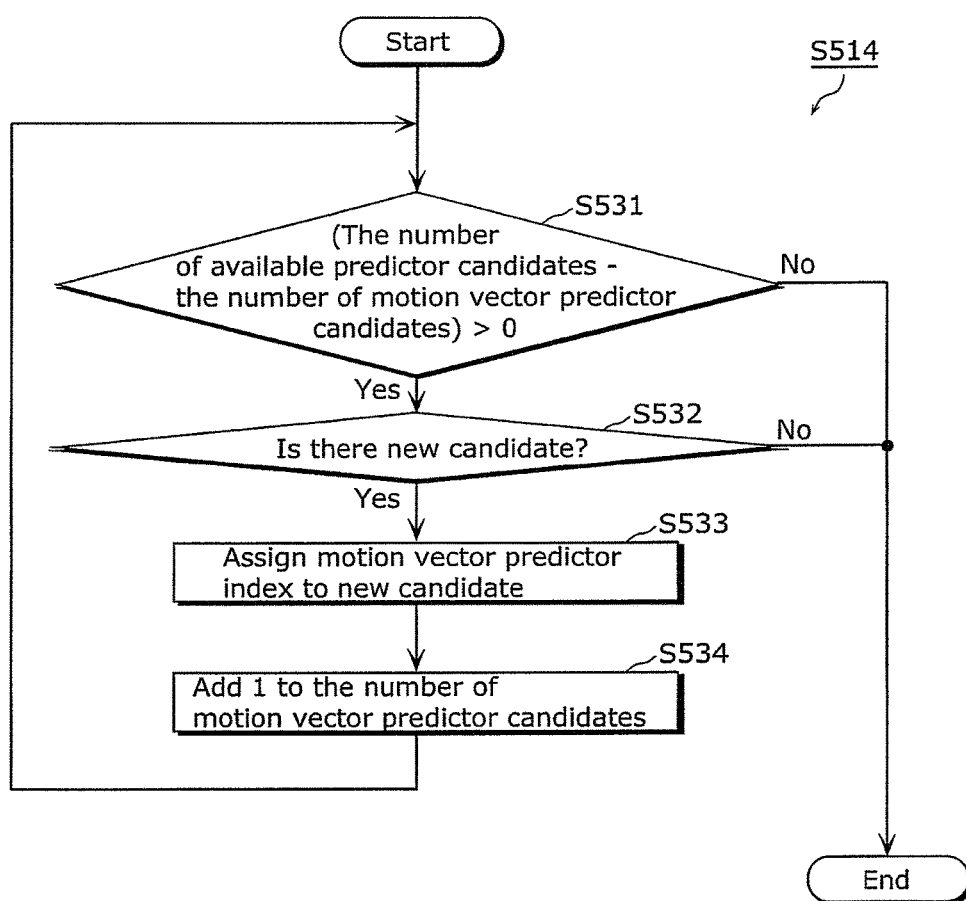 Start
S514
S531
(The number
of available predictor candidates -
the number of motion vector predictor
candidates) > 0
No
Yes
S532
Is there new candidate?
No
Yes
S533
Assign motion vector predictor
index to new candidate
S534
Add 1 to the number of
motion vector predictor candidates
End